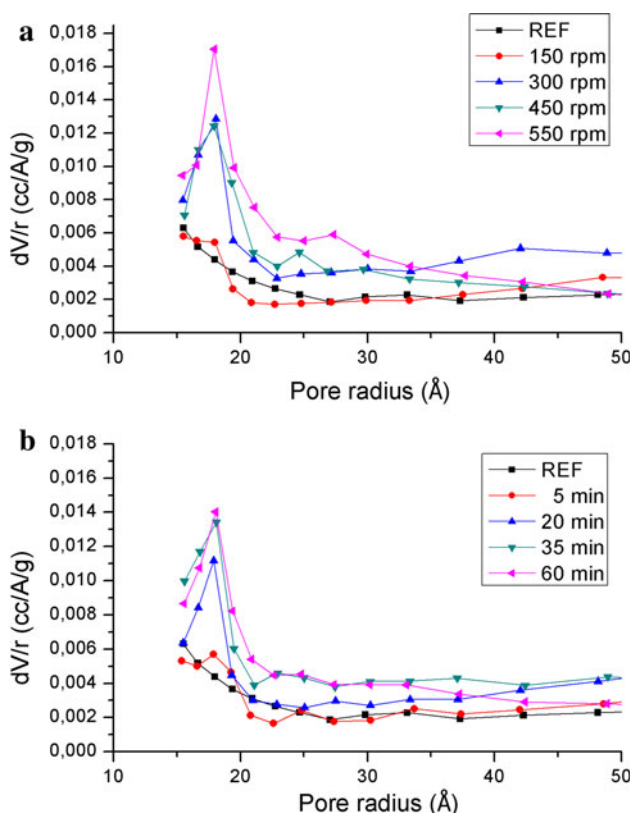 a
0,018
0,016
0,014
0,012
0,010
0,008
0,006
0,004
0,002
0,000
dV/r (cc/A/g)
10
20
30
40
50
Pore radius (Å)
REF
150 rpm
300 rpm
450 rpm
550 rpm
b
0,018
0,016
0,014
0,012
0,010
0,008
0,006
0,004
0,002
0,000
dV/r (cc/A/g)
10
20
30
40
50
Pore radius (Å)
REF
5 min
20 min
35 min
60 min